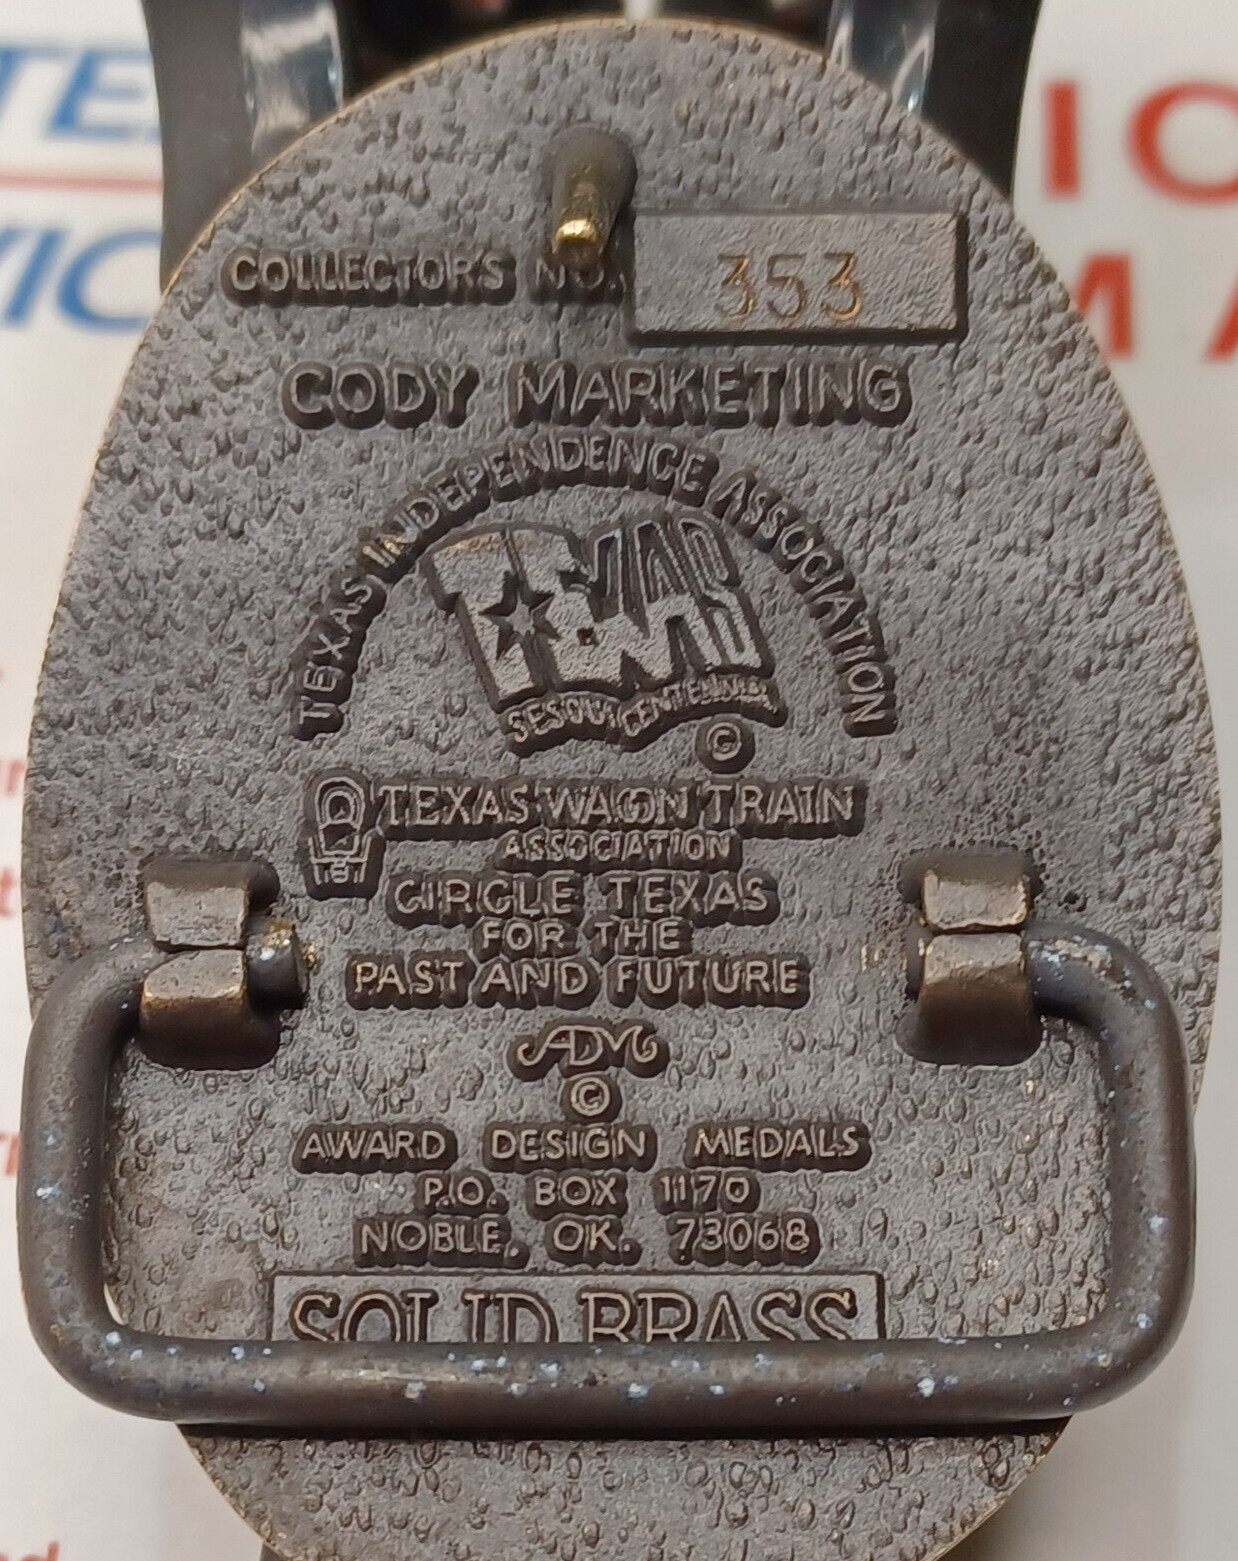 COLLECTORS NO. 353
CODY MARKETING
TEXAS INDEPENDENCE ASSOCIATION
TEXAS
SESQUICENTENNIAL
©
TEXAS WAGON TRAIN
ASSOCIATION
CIRCLE TEXAS
FOR THE
PAST AND FUTURE
ADM
©
AWARD DESIGN MEDALS
P.O. BOX 1170
NOBLE, OK. 73068
SOLID BRASS